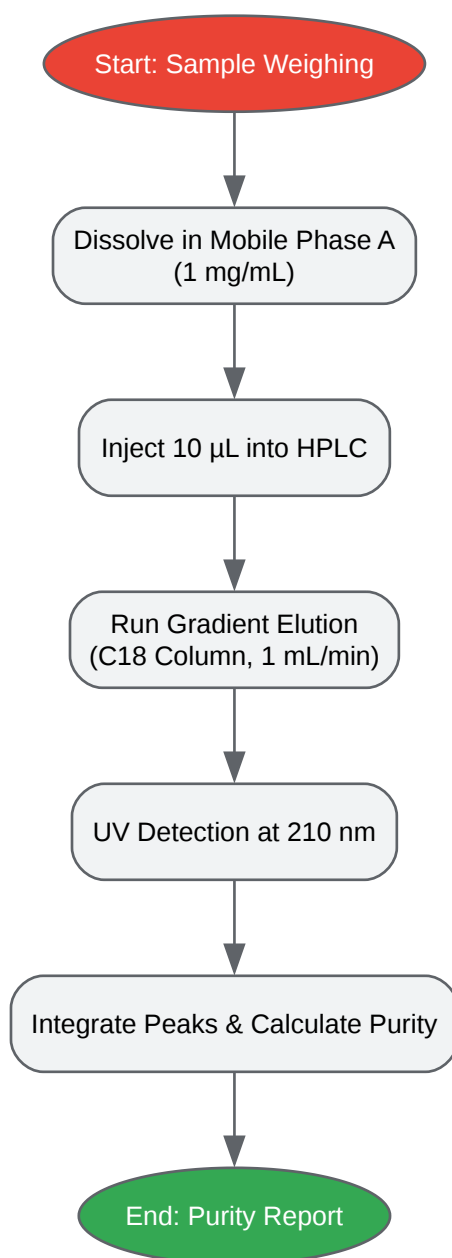 Start: Sample Weighing
Dissolve in Mobile Phase A
(1 mg/mL)
Inject 10 µL into HPLC
Run Gradient Elution
(C18 Column, 1 mL/min)
UV Detection at 210 nm
Integrate Peaks & Calculate Purity
End: Purity Report